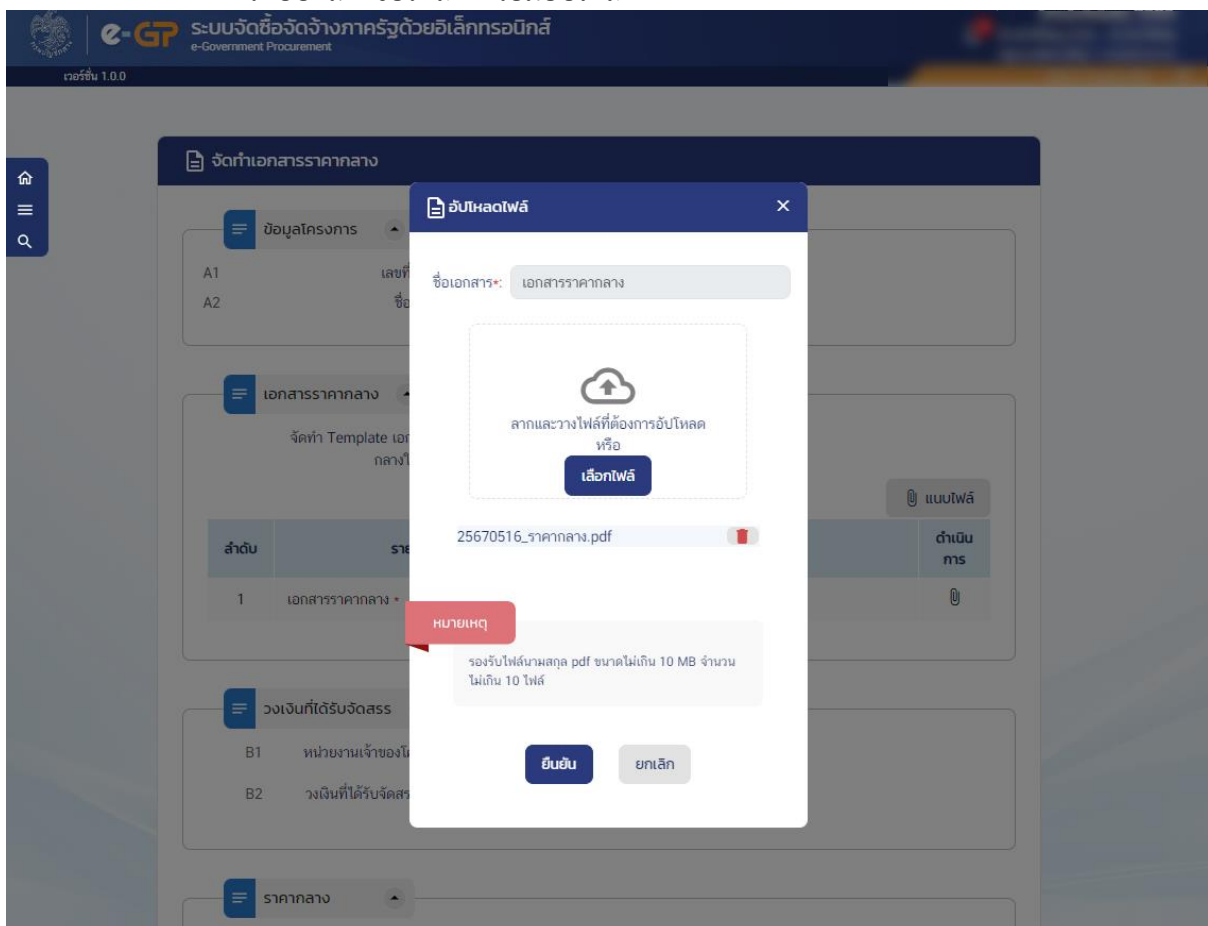 e-GP ระบบจัดซื้อจัดจ้างภาครัฐด้วยอิเล็กทรอนิกส์
e-Government Procurement
เวอร์ชั่น 1.0.0
จัดทำเอกสารราคากลาง
อัปโหลดไฟล์
ข้อมูลโครงการ
A1 เลขที่
A2
ชื่อเอกสาร*: เอกสารราคากลาง
ลากและวางไฟล์ที่ต้องการอัปโหลด
หรือ
เลือกไฟล์
25670516_ราคากลาง.pdf
หมายเหตุ
รองรับไฟล์นามสกุล pdf ขนาดไม่เกิน 10 MB จำนวน
ไม่เกิน 10 ไฟล์
ยืนยัน ยกเลิก
เอกสารราคากลาง
จัดทำ Template
แนบไฟล์
ลำดับ
ดำเนิน
การ
1 เอกสารราคากลาง *
วงเงินที่ได้รับจัดสรร
B1 หน่วยงานเจ้าของ
B2
ราคากลาง